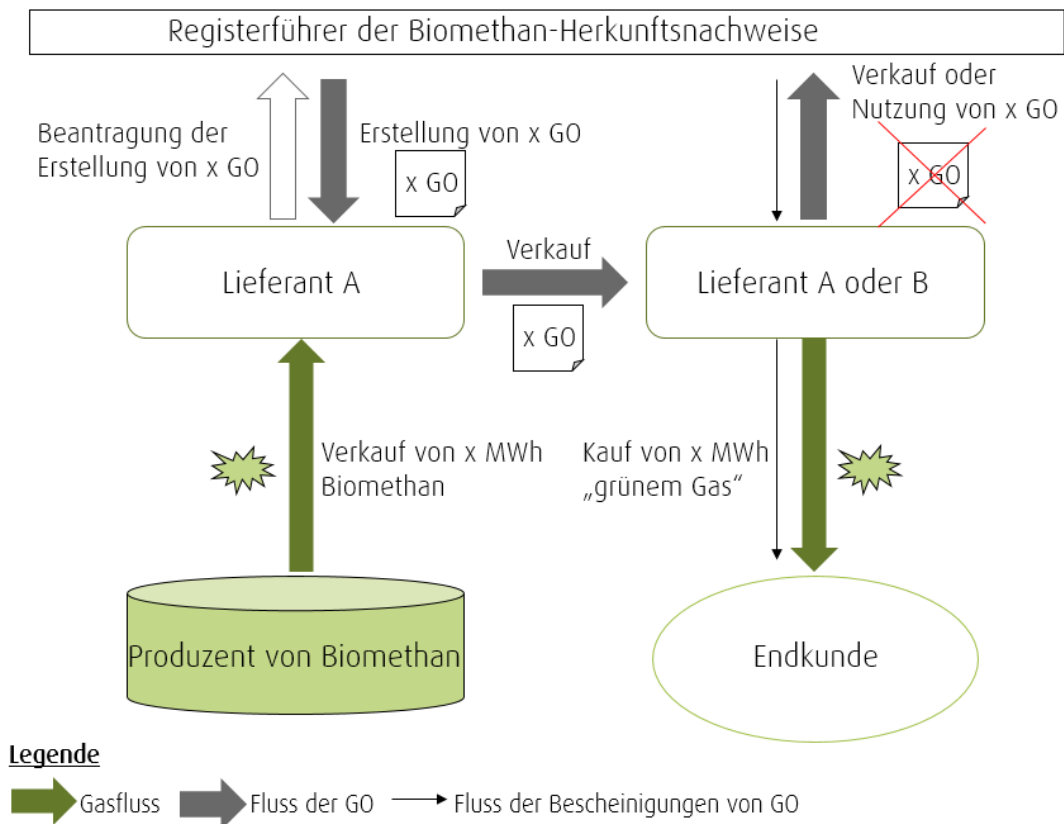 Registerführer der Biomethan-Herkunftsnachweise
Beantragung der
Erstellung von x GO
Erstellung von x GO
x GO
Verkauf oder
Nutzung von x GO
x GO
Lieferant A
Verkauf
x GO
Lieferant A oder B
Verkauf von x MWh
Biomethan
Kauf von x MWh
„grünem Gas“
Produzent von Biomethan
Endkunde
Legende
Gasfluss
Fluss der GO
Fluss der Bescheinigungen von GO